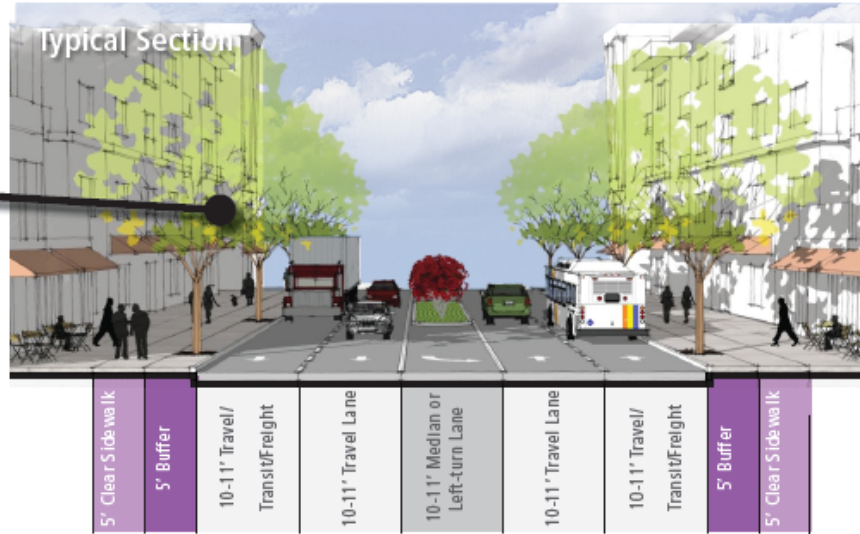 Typical Section
5' Clear Sidewalk
5' Buffer
10-11' Travel/
Transit/Freight
10-11' Travel Lane
10-11' Median or
Left-turn Lane
10-11' Travel Lane
10-11' Travel/
Transit/Freight
5' Buffer
5' Clear Sidewalk